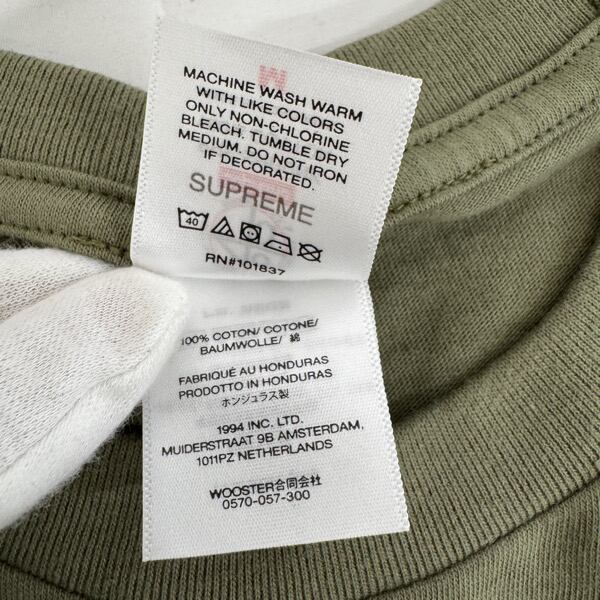 MACHINE WASH WARM
WITH LIKE COLORS
ONLY NON-CHLORINE
BLEACH. TUMBLE DRY
MEDIUM. DO NOT IRON
IF DECORATED.
SUPREME
40
RN#101837
100% COTON/ COTONE/
BAUMWOLLE/ 綿
FABRIQUÉ AU HONDURAS
PRODOTTO IN HONDURAS
ホンジュラス製
1994 INC. LTD.
MUIDERSTRAAT 9B AMSTERDAM,
1011PZ NETHERLANDS
WOOSTER合同会社
0570-057-300